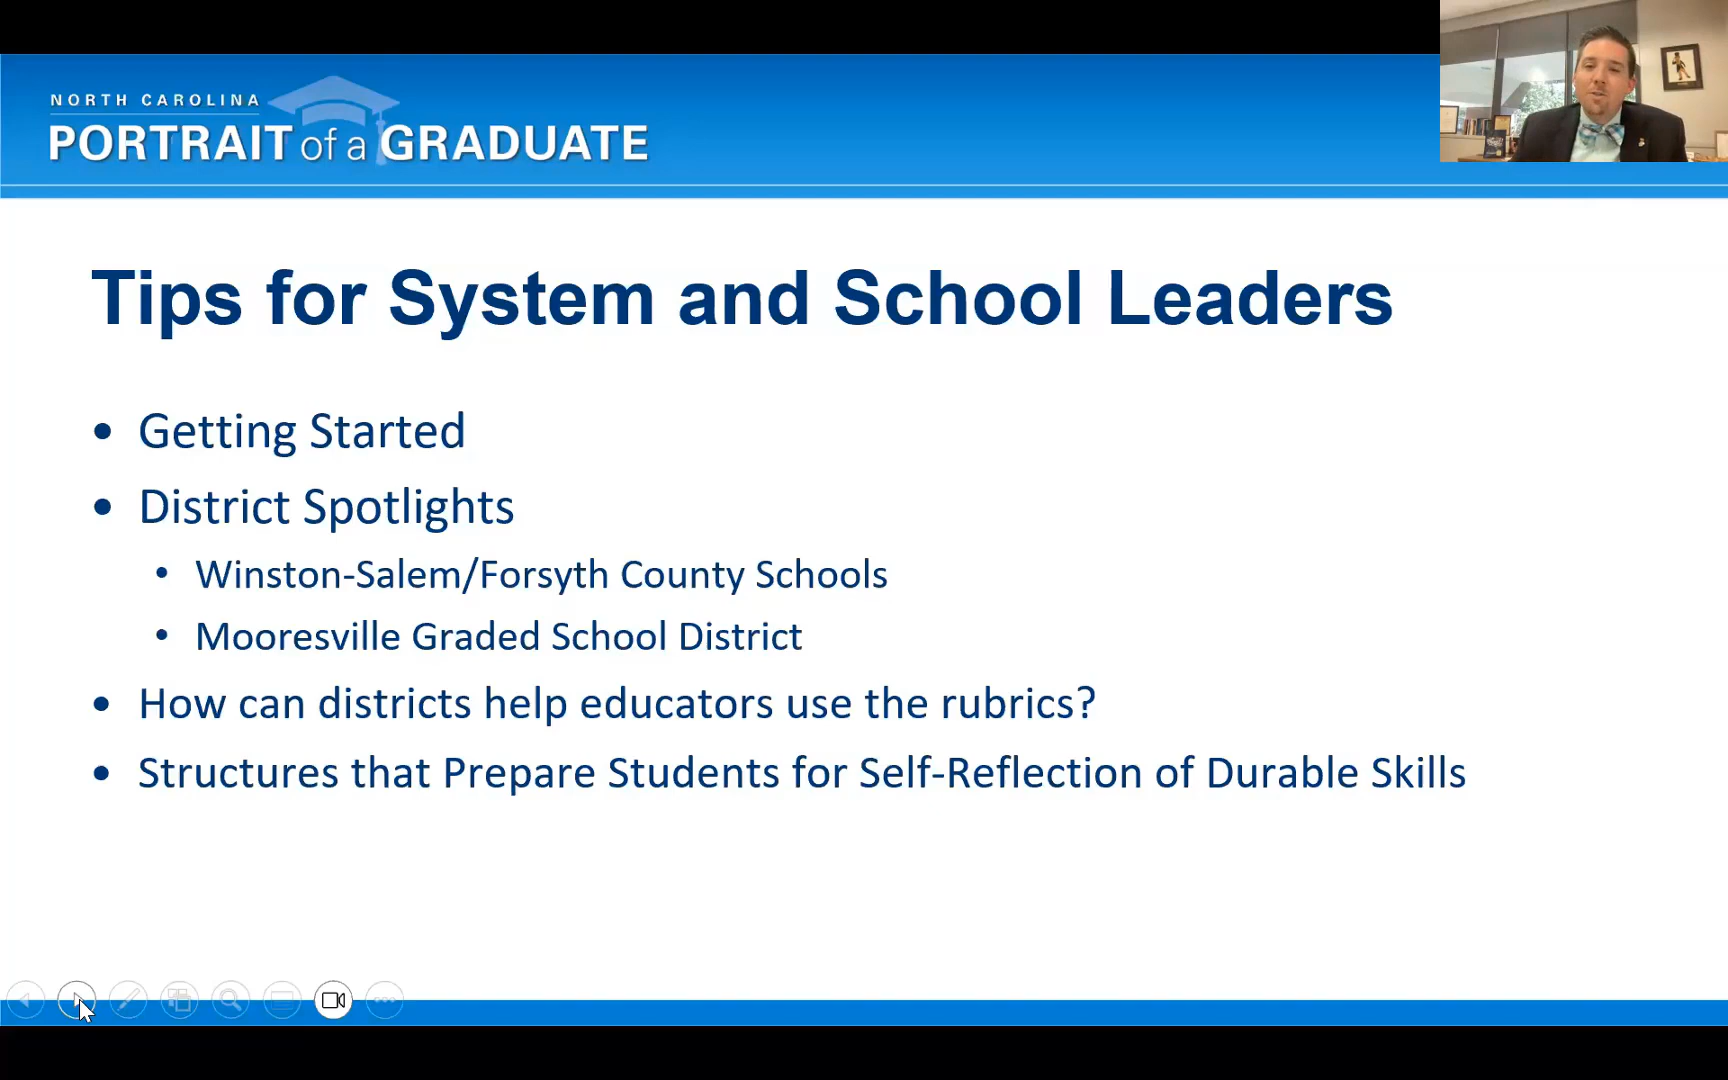 NORTH CAROLINA
PORTRAIT of a GRADUATE
Tips for System and School Leaders
• Getting Started
• District Spotlights
• Winston-Salem/Forsyth County Schools
• Mooresville Graded School District
• How can districts help educators use the rubrics?
• Structures that Prepare Students for Self-Reflection of Durable Skills